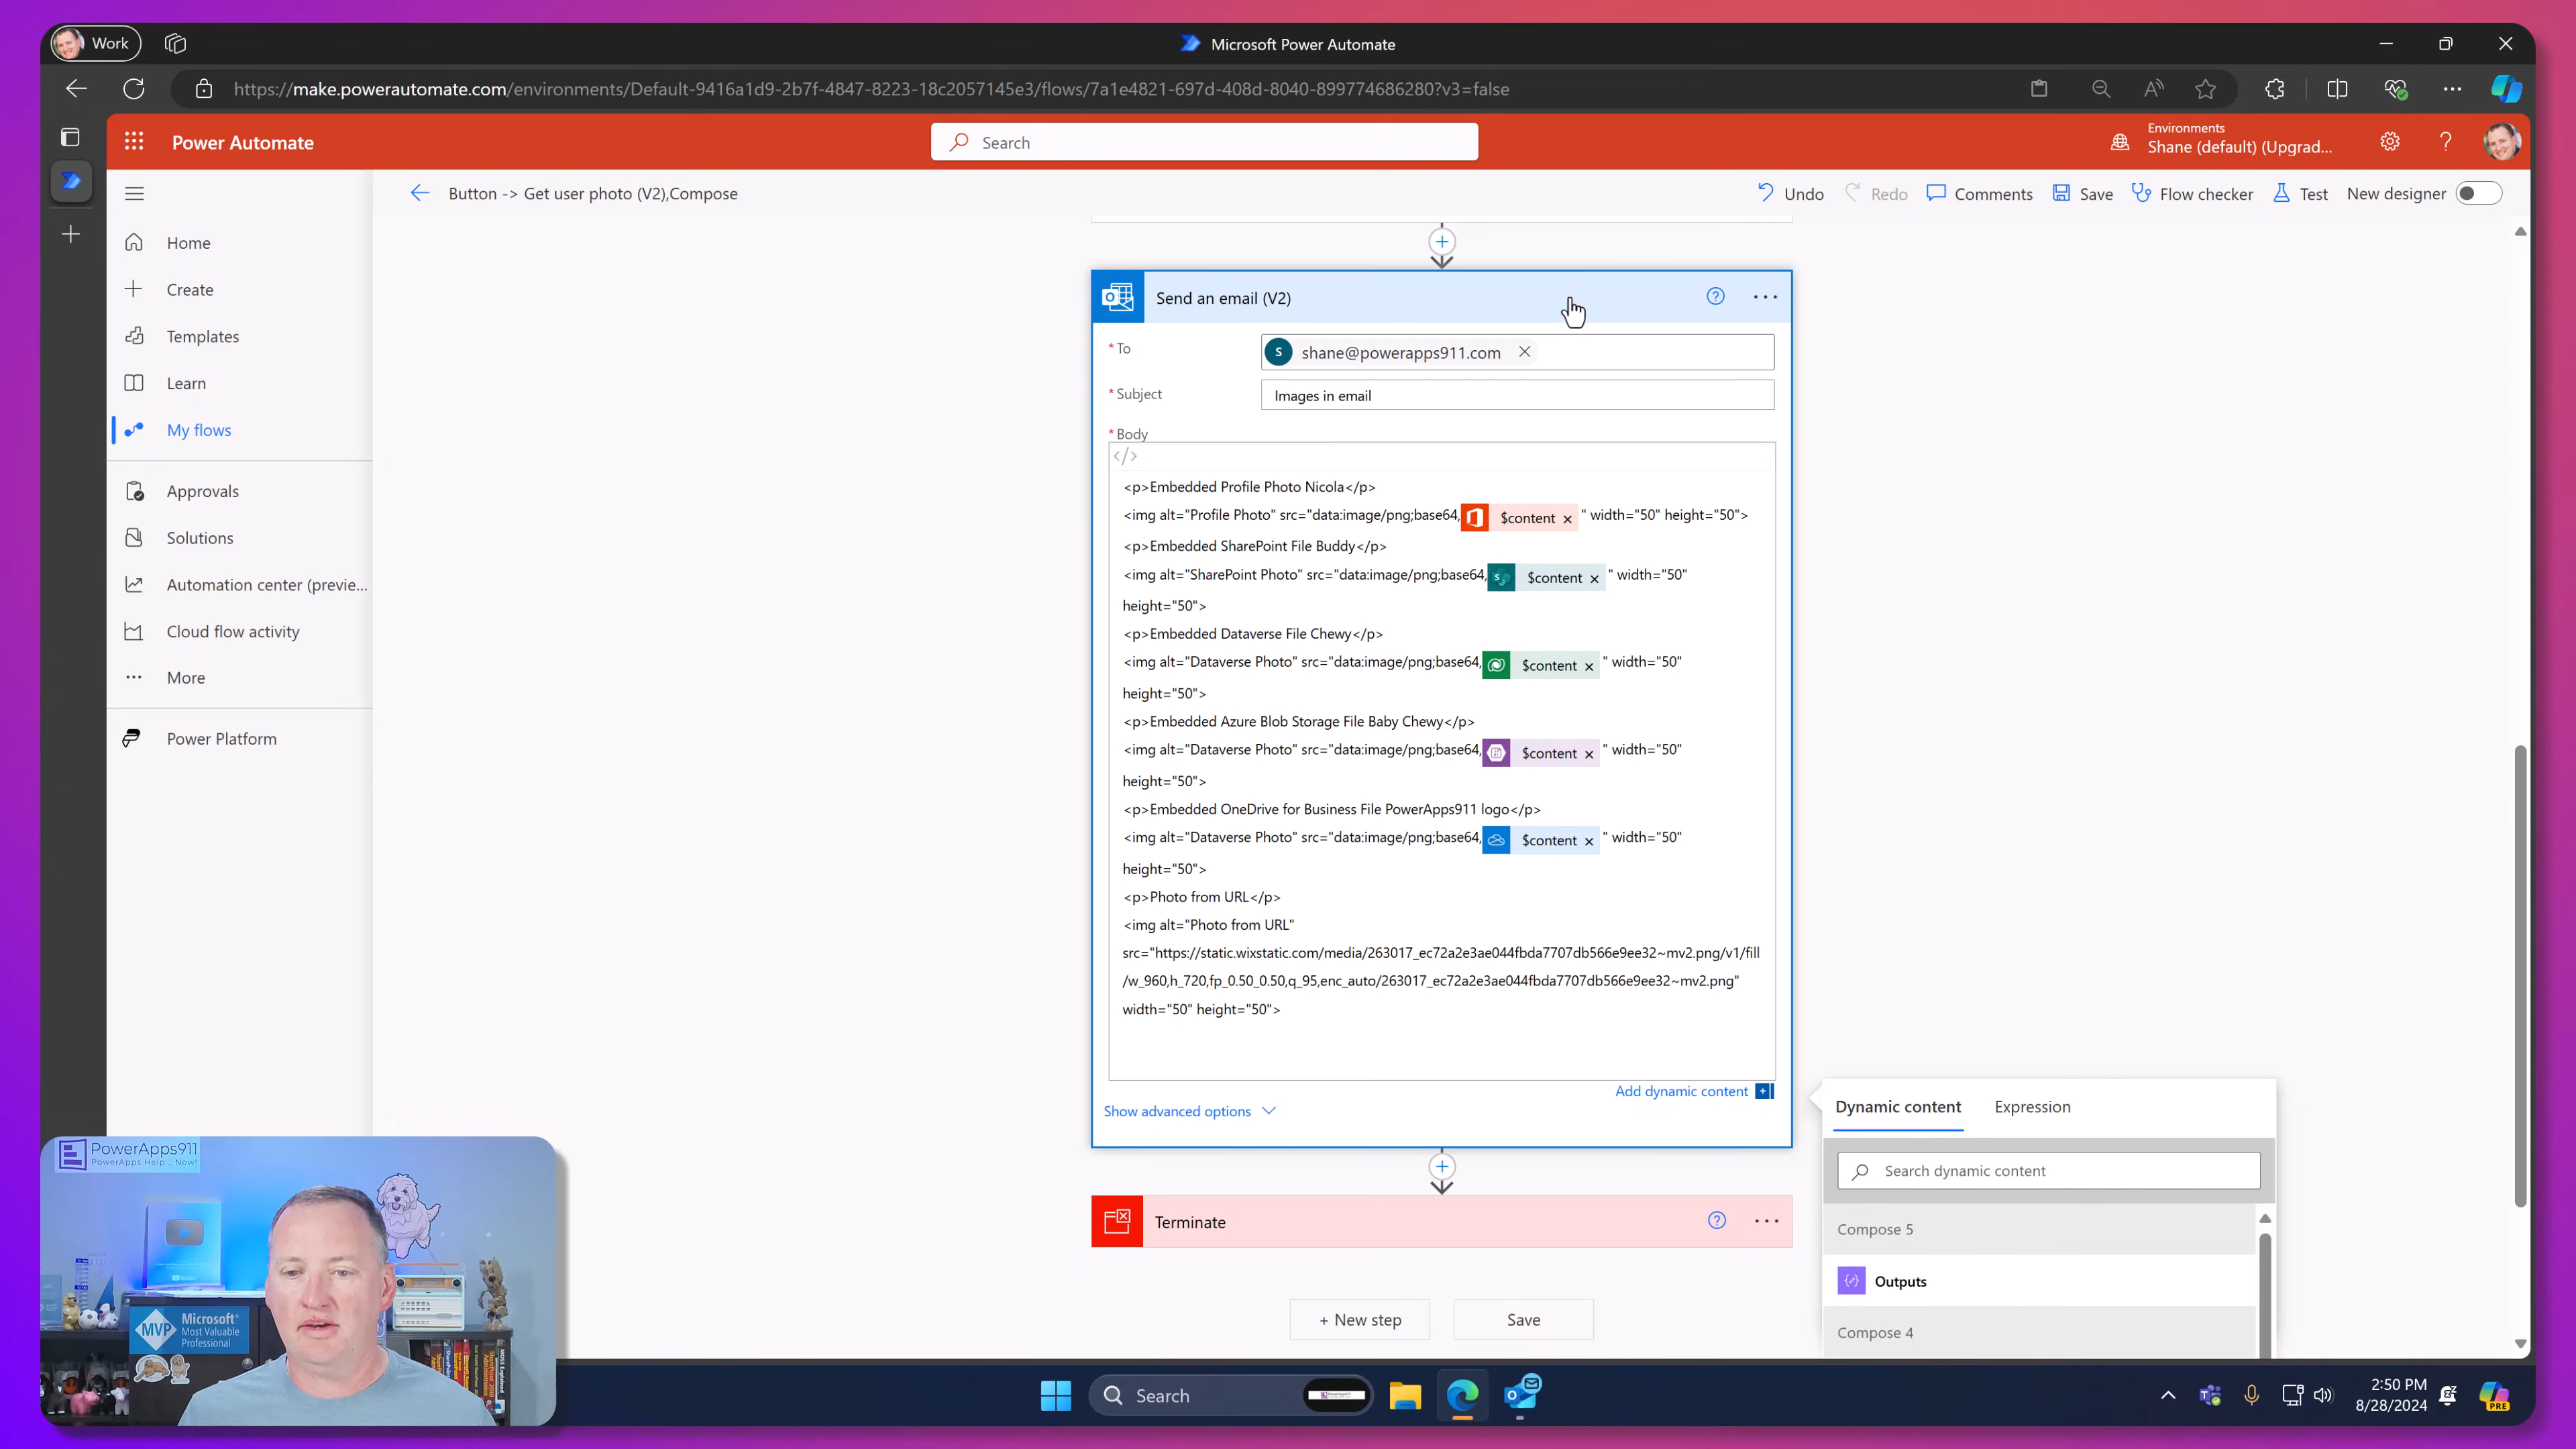 Work
Microsoft Power Automate
https://make.powerautomate.com/environments/Default-9416a1d9-2b7f-4847-8223-18c2057145e3/flows/7a1e4821-697d-408d-8040-899774686280?v3=false
Power Automate
Search
Environments
Shane (default) (Upgrad...
Button -> Get user photo (V2),Compose
Undo
Redo
Comments
Save
Flow checker
Test
New designer
Home
Create
Templates
Learn
My flows
Approvals
Solutions
Automation center (previe...
Cloud flow activity
More
Power Platform
Send an email (V2)
* To
S shane@powerapps911.com
* Subject
Images in email
* Body
</>
<p>Embedded Profile Photo Nicola</p>
<img alt="Profile Photo" src="data:image/png;base64, $content " width="50" height="50">
<p>Embedded SharePoint File Buddy</p>
<img alt="SharePoint Photo" src="data:image/png;base64, $content " width="50"
height="50">
<p>Embedded Dataverse File Chewy</p>
<img alt="Dataverse Photo" src="data:image/png;base64, $content " width="50"
height="50">
<p>Embedded Azure Blob Storage File Baby Chewy</p>
<img alt="Dataverse Photo" src="data:image/png;base64, $content " width="50"
height="50">
<p>Embedded OneDrive for Business File PowerApps911 logo</p>
<img alt="Dataverse Photo" src="data:image/png;base64, $content " width="50"
height="50">
<p>Photo from URL</p>
<img alt="Photo from URL"
src="https://static.wixstatic.com/media/263017_ec72a2e3ae044fbda7707db566e9ee32~mv2.png/v1/fill
/w_960,h_720,fp_0.50_0.50,q_95,enc_auto/263017_ec72a2e3ae044fbda7707db566e9ee32~mv2.png"
width="50" height="50">
Add dynamic content
Show advanced options
Terminate
+ New step
Save
Dynamic content
Expression
Search dynamic content
Compose 5
Outputs
Compose 4
PowerApps911
PowerApps Help... Now!
MVP
Microsoft
Most Valuable
Professional
Search
2:50 PM
8/28/2024
PRE